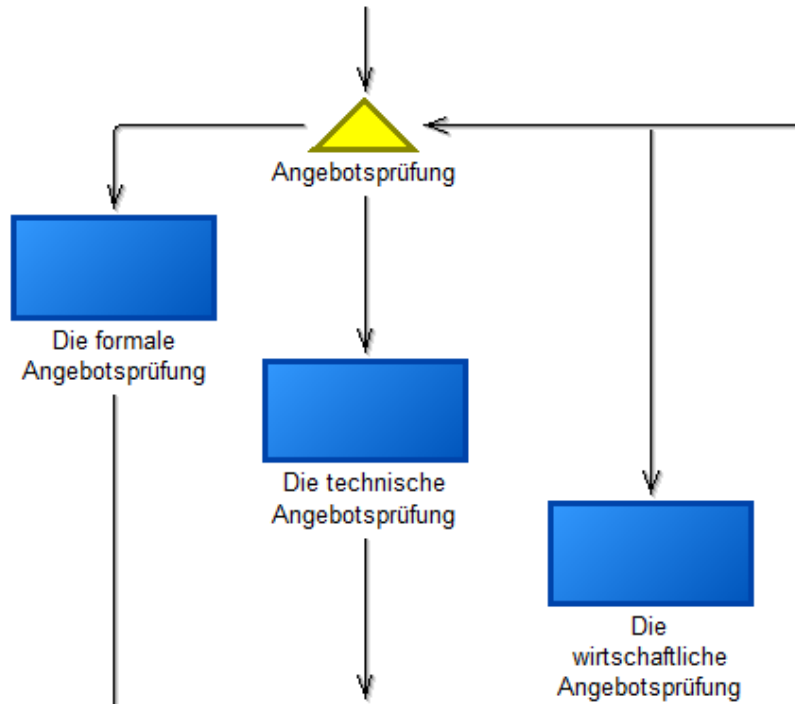 Angebotsprüfung
Die formale
Angebotsprüfung
Die technische
Angebotsprüfung
Die
wirtschaftliche
Angebotsprüfung